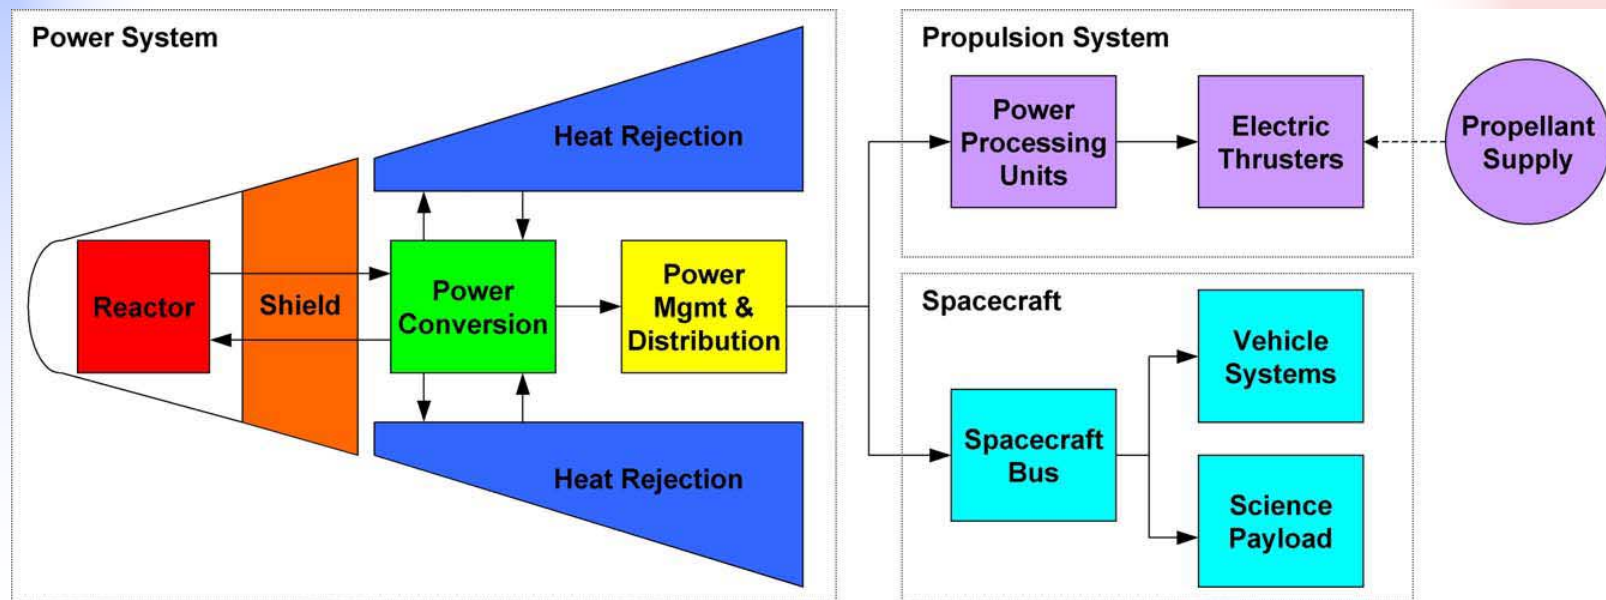 Power System
Heat Rejection
Reactor
Shield
Power
Conversion
Power
Mgmt &
Distribution
Heat Rejection
Propulsion System
Power
Processing
Units
Electric
Thrusters
Propellant
Supply
Spacecraft
Spacecraft
Bus
Vehicle
Systems
Science
Payload